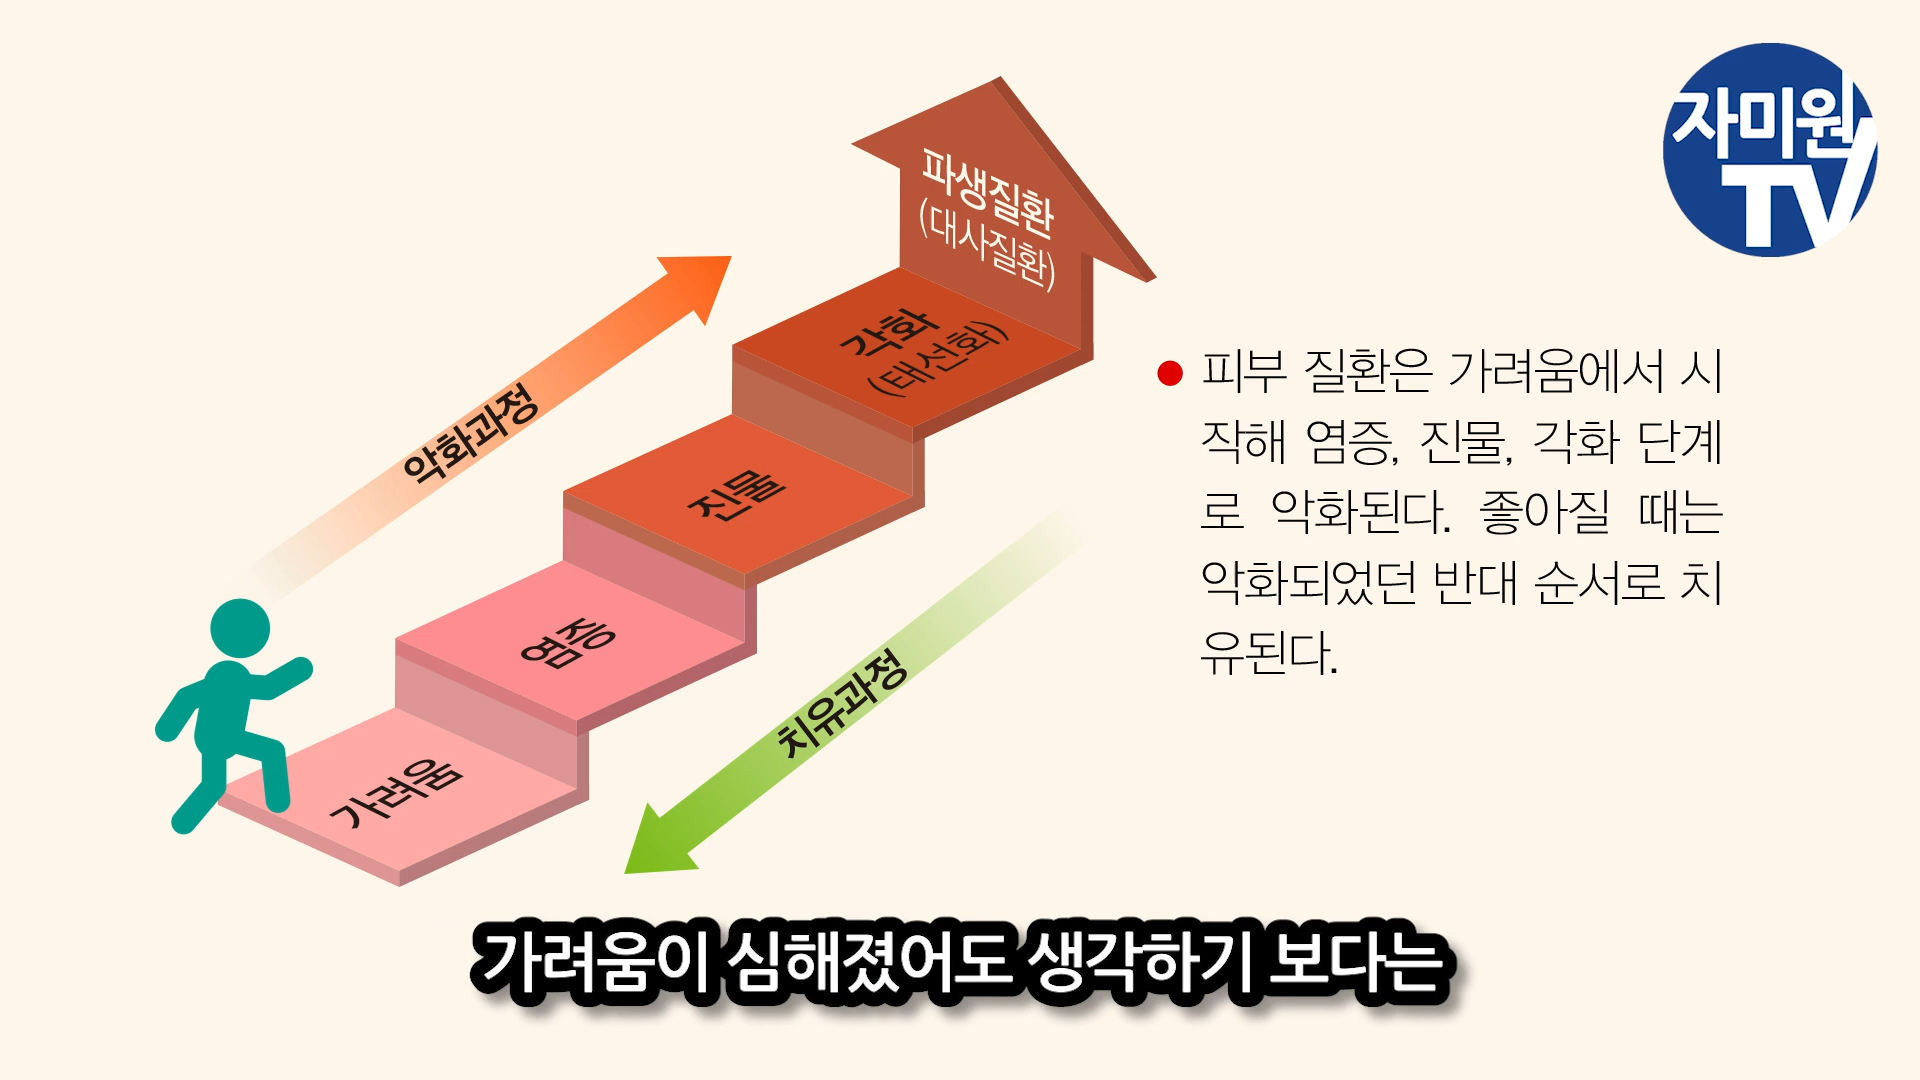 자미원
TV
파생질환
(대사질환)
각화
(태선화)
진물
염증
가려움
악화과정
치유과정
● 피부 질환은 가려움에서 시
작해 염증, 진물, 각화 단계
로 악화된다. 좋아질 때는
악화되었던 반대 순서로 치
유된다.
가려움이 심해졌어도 생각하기 보다는